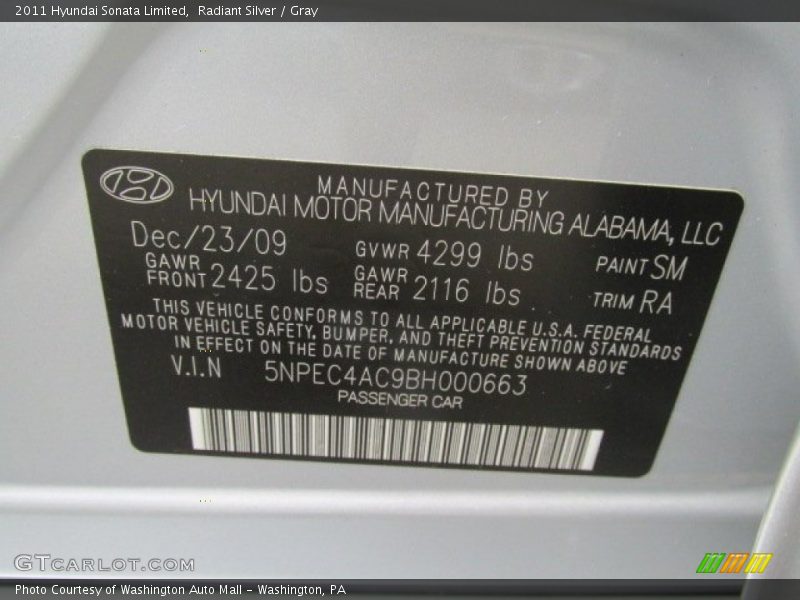 2011 Hyundai Sonata Limited, Radiant Silver / Gray
MANUFACTURED BY
HYUNDAI MOTOR MANUFACTURING ALABAMA, LLC
Dec/23/09 GVWR 4299 lbs PAINT SM
GAWR FRONT 2425 lbs GAWR REAR 2116 lbs TRIM RA
THIS VEHICLE CONFORMS TO ALL APPLICABLE U.S.A. FEDERAL
MOTOR VEHICLE SAFETY, BUMPER, AND THEFT PREVENTION STANDARDS
IN EFFECT ON THE DATE OF MANUFACTURE SHOWN ABOVE
V.I.N 5NPEC4AC9BH000663
PASSENGER CAR
GTCARLOT.COM
Photo Courtesy of Washington Auto Mall - Washington, PA